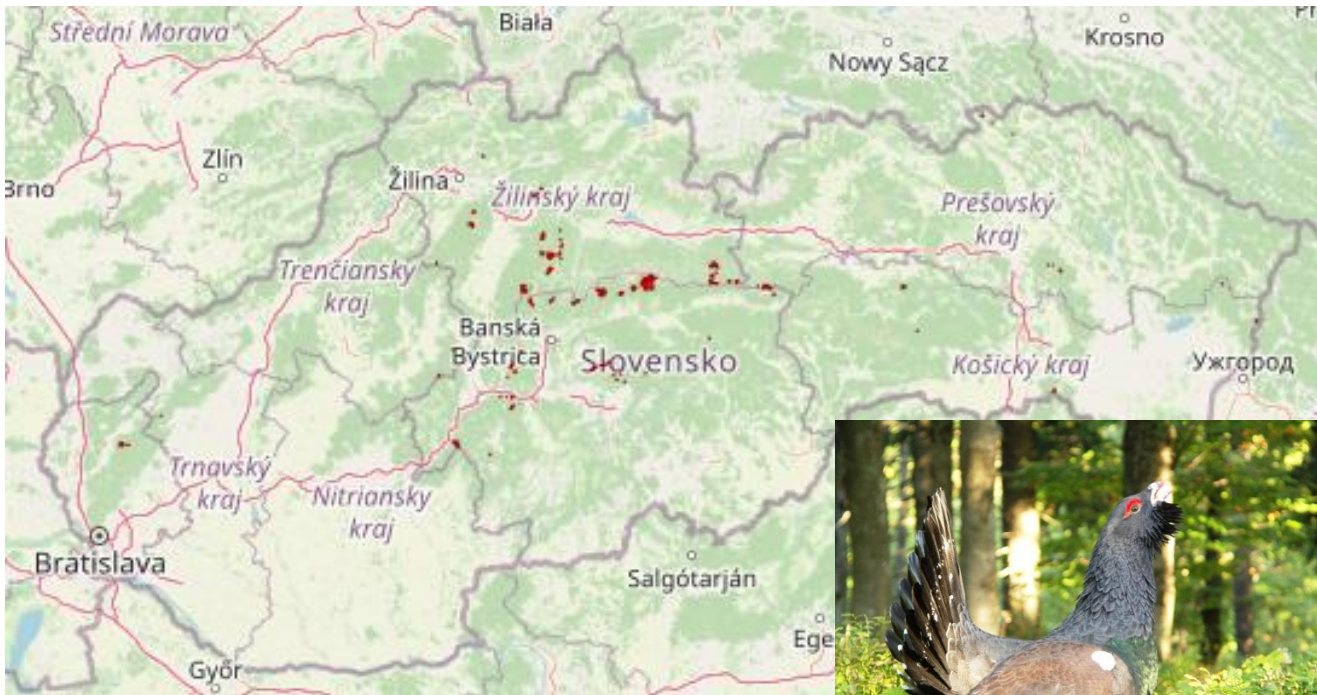 Střední Morava
Biała
Krosno
Nowy Sącz
Zlín
Brno
Žilina
Žilinský kraj
Prešovský
kraj
Trenčiansky
kraj
Banská
Bystrica
Slovensko
Košický kraj
Ужгород
Trnavský
kraj
Nitriansky
kraj
Bratislava
Salgótarján
Ege
Győr